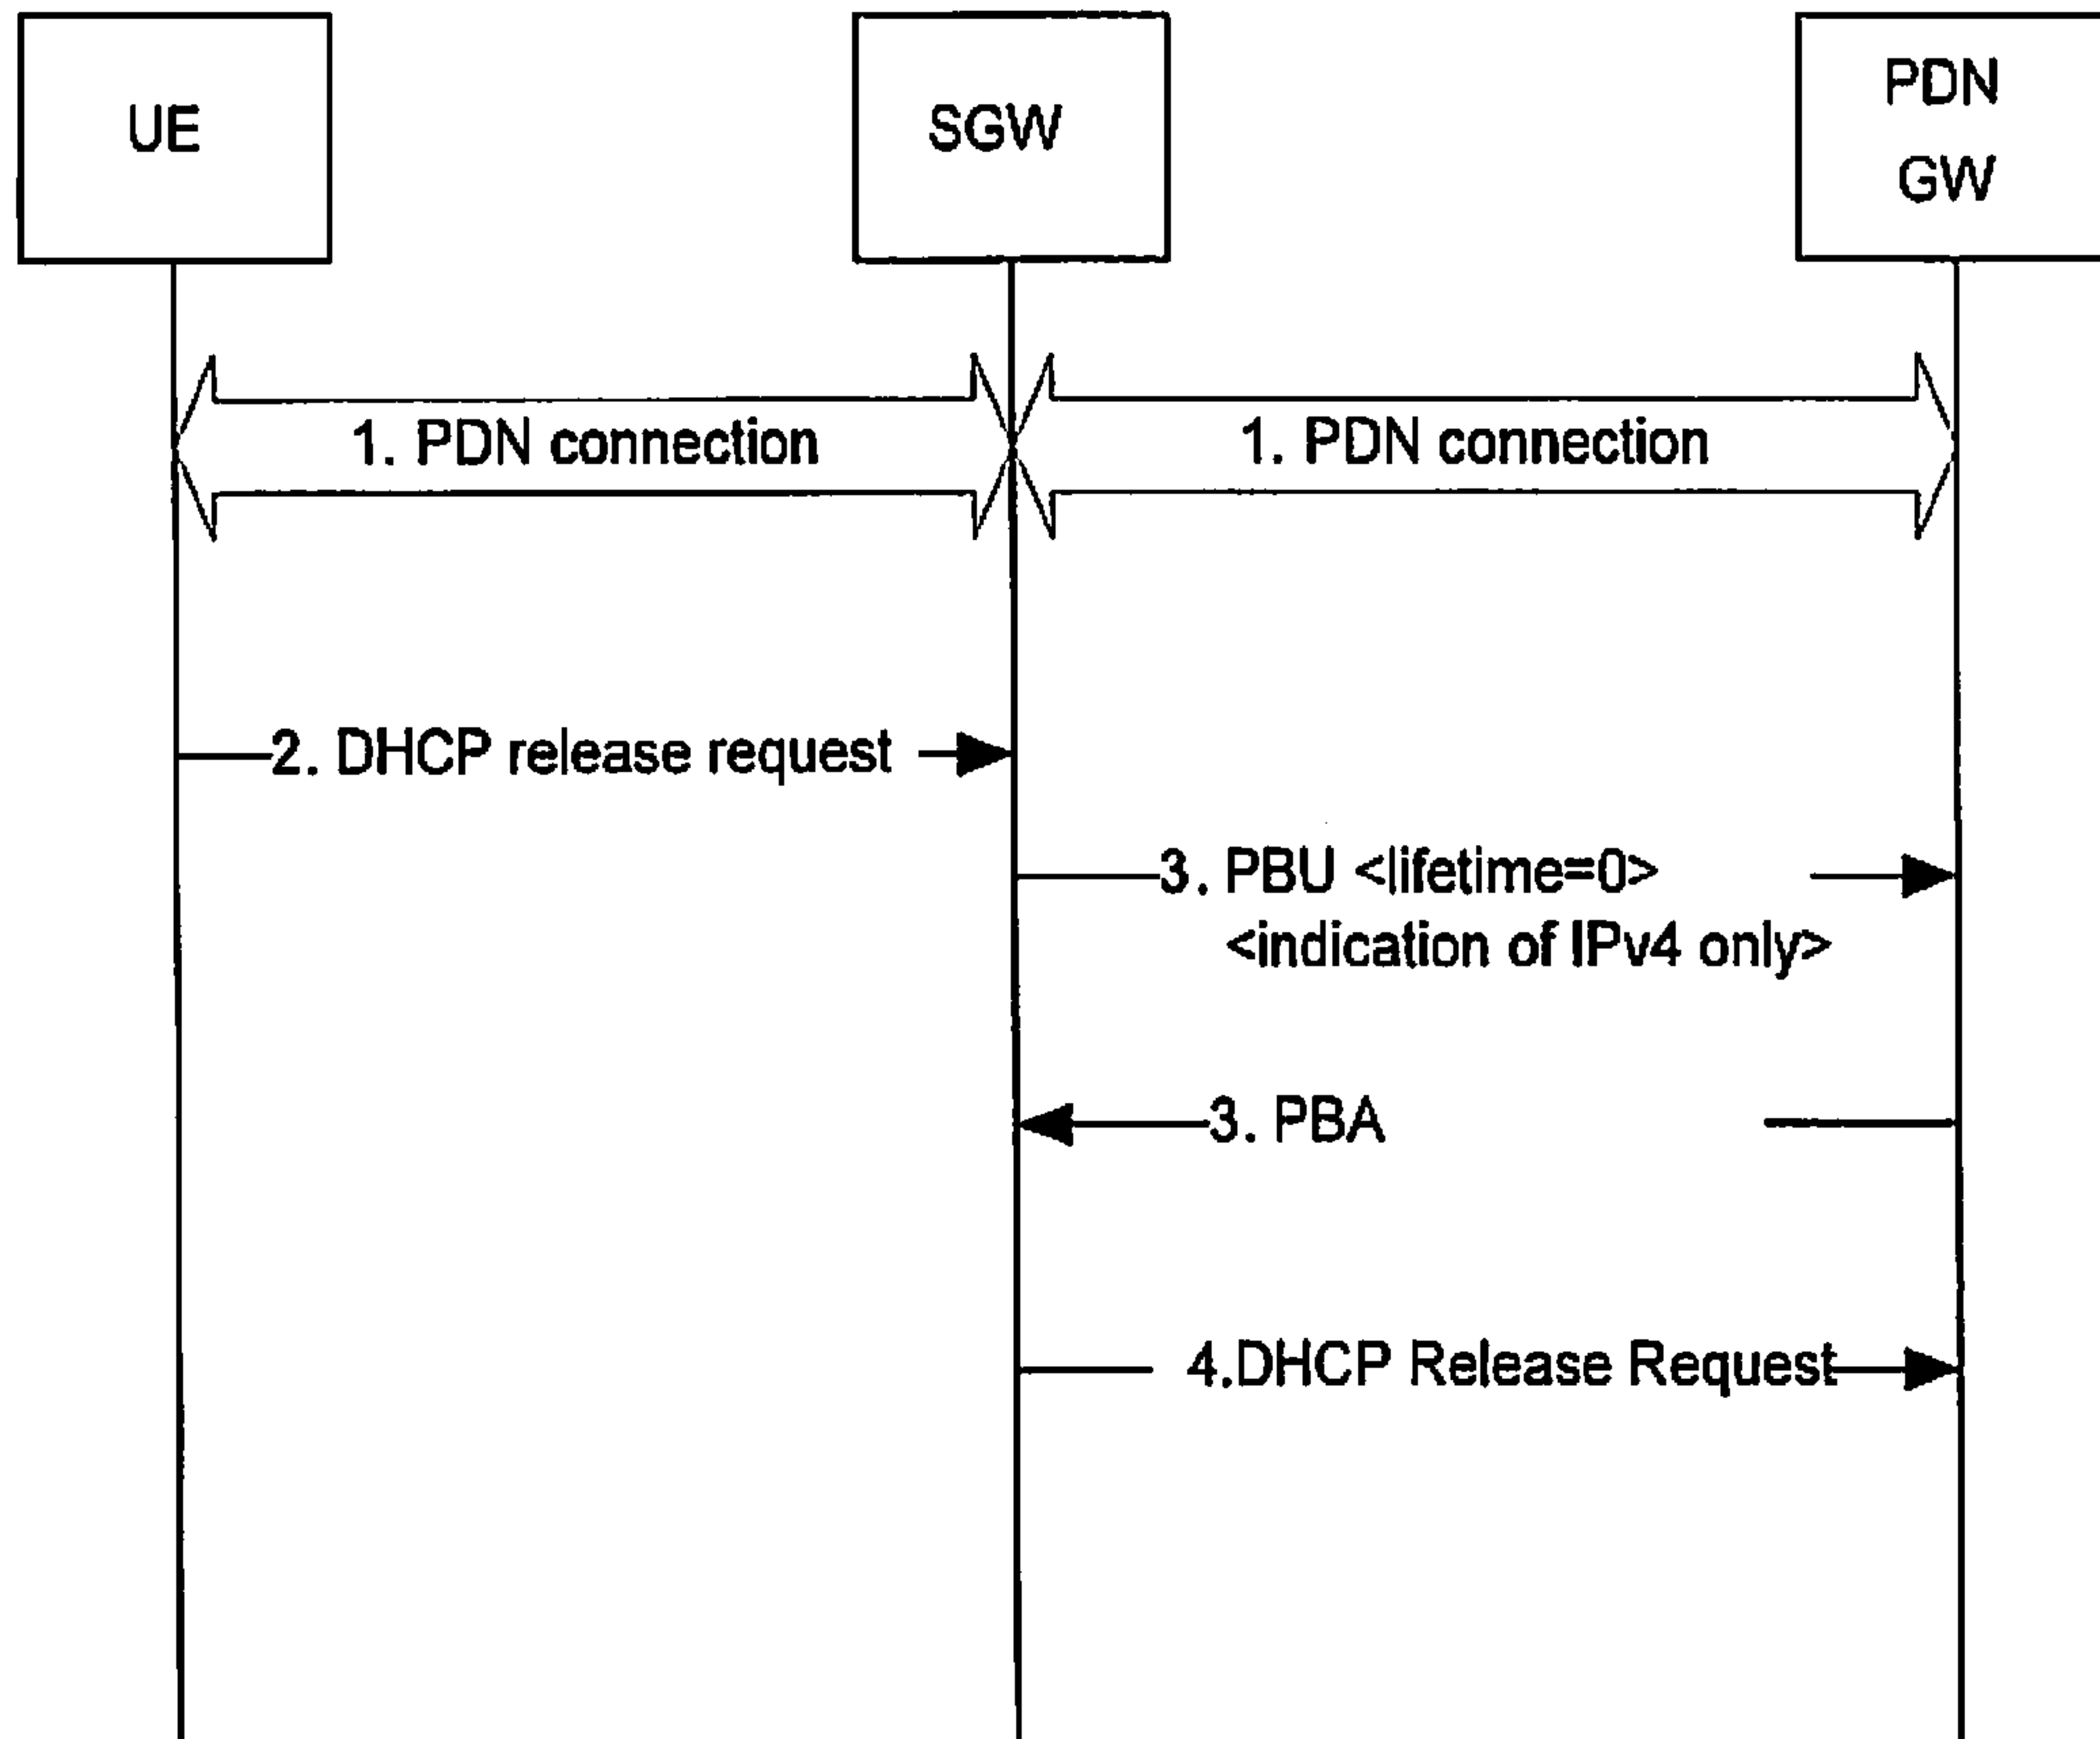 UE
SGW
PDN
GW
1. PDN connection
1. PDN connection
2. DHCP release request
3. PBU <lifetime=0>
<indication of IPv4 only>
3. PBA
4.DHCP Release Request